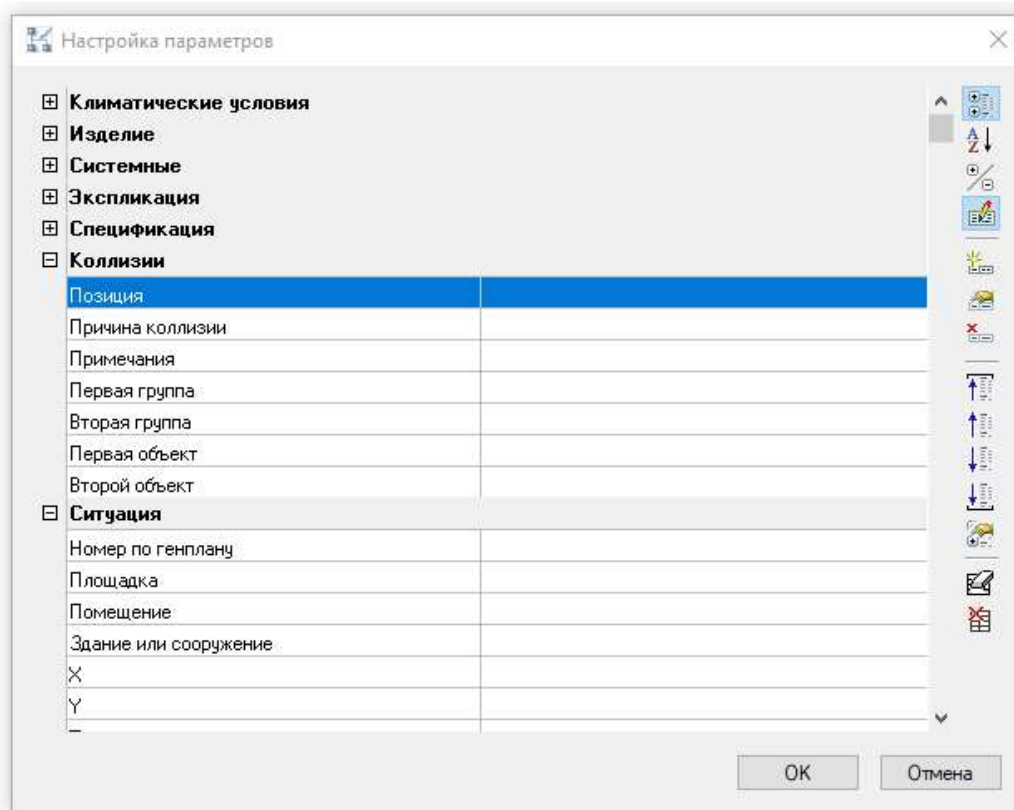 Настройка параметров
Климатические условия
Изделие
Системные
Экспликация
Спецификация
Коллизии
Позиция
Причина коллизии
Примечания
Первая группа
Вторая группа
Первая объект
Второй объект
Ситуация
Номер по генплану
Площадка
Помещение
Здание или сооружение
X
Y
OK
Отмена